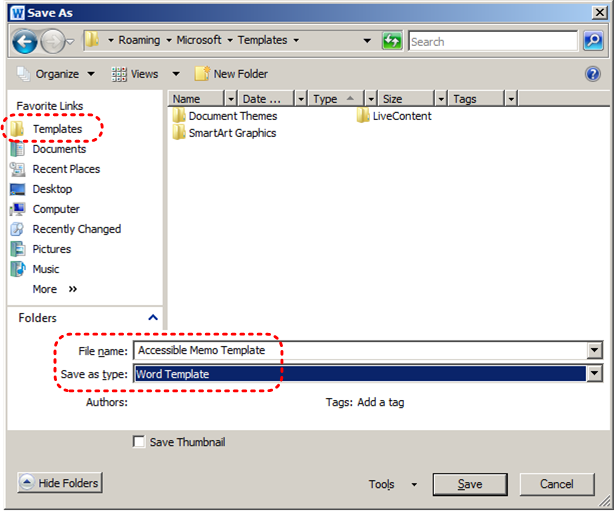 Save As
Roaming Microsoft Templates Search
Organize Views New Folder
Favorite Links
Templates
Documents
Recent Places
Desktop
Computer
Recently Changed
Pictures
Music
More »
Folders
Name Date ... Type Size Tags
Document Themes LiveContent
SmartArt Graphics
File name: Accessible Memo Template
Save as type: Word Template
Authors: Tags: Add a tag
Save Thumbnail
Hide Folders Tools Save Cancel